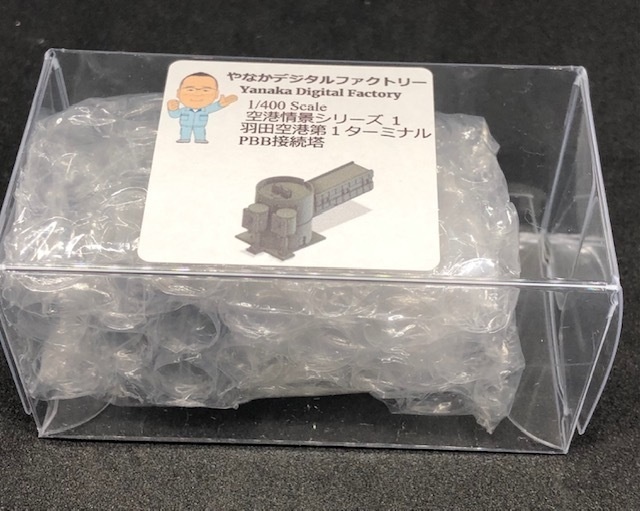 やなかデジタルファクトリー
Yanaka Digital Factory
1/400 Scale
空港情景シリーズ 1
羽田空港第1ターミナル
PBB接続塔